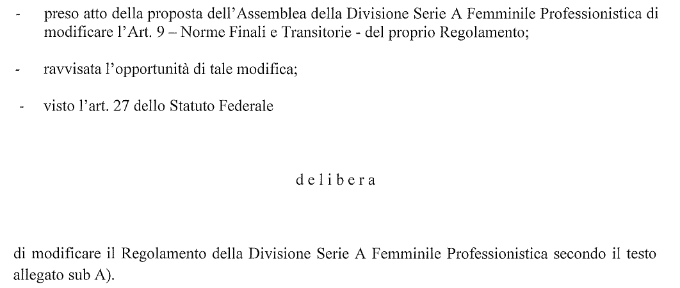 - preso atto della proposta dell'Assemblea della Divisione Serie A Femminile Professionistica di
modificare l'Art. 9 – Norme Finali e Transitorie - del proprio Regolamento;
- ravvisata l'opportunità di tale modifica;
- visto l'art. 27 dello Statuto Federale
d e l i b e r a
di modificare il Regolamento della Divisione Serie A Femminile Professionistica secondo il testo
allegato sub A).